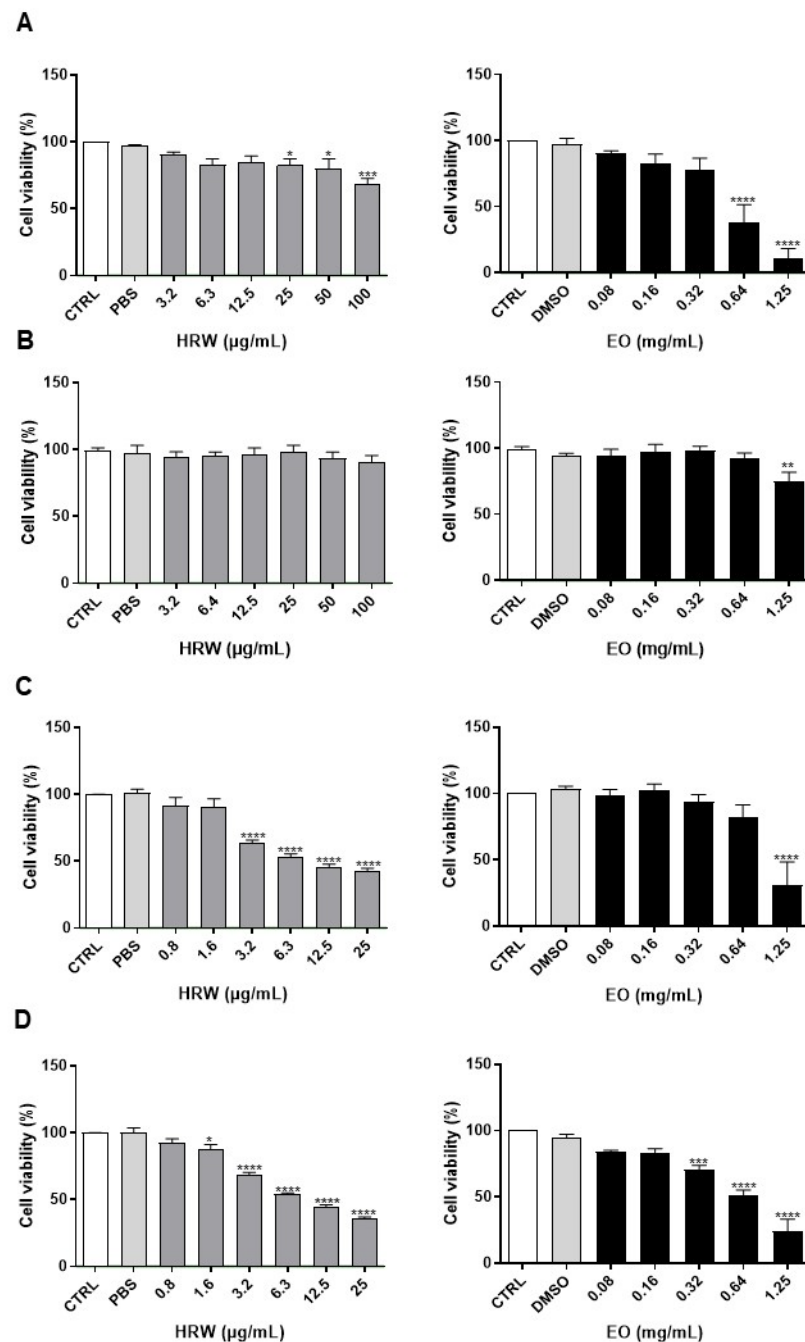 A
Cell viability (%)
150
100
50
0
*
*
***
CTRL
PBS
3.2
6.3
12.5
25
50
100
HRW (µg/mL)
Cell viability (%)
150
100
50
0
****
****
CTRL
DMSO
0.08
0.16
0.32
0.64
1.25
EO (mg/mL)
B
Cell viability (%)
150
100
50
0
CTRL
PBS
3.2
6.4
12.5
25
50
100
HRW (µg/mL)
Cell viability (%)
150
100
50
0
**
CTRL
DMSO
0.08
0.16
0.32
0.64
1.25
EO (mg/mL)
C
Cell viability (%)
150
100
50
0
****
****
****
****
CTRL
PBS
0.8
1.6
3.2
6.3
12.5
25
HRW (µg/mL)
Cell viability (%)
150
100
50
0
****
CTRL
DMSO
0.08
0.16
0.32
0.64
1.25
EO (mg/mL)
D
Cell viability (%)
150
100
50
0
*
****
****
****
****
CTRL
PBS
0.8
1.6
3.2
6.3
12.5
25
HRW (µg/mL)
Cell viability (%)
150
100
50
0
***
****
****
CTRL
DMSO
0.08
0.16
0.32
0.64
1.25
EO (mg/mL)